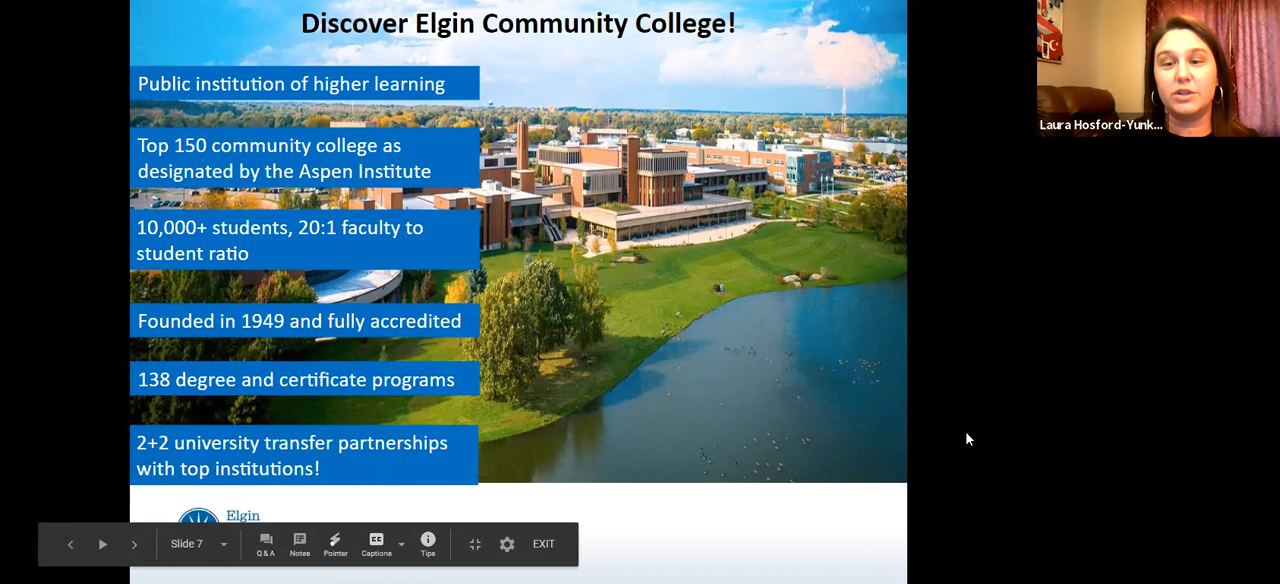 Discover Elgin Community College!
Public institution of higher learning
Top 150 community college as
designated by the Aspen Institute
10,000+ students, 20:1 faculty to
student ratio
Founded in 1949 and fully accredited
138 degree and certificate programs
2+2 university transfer partnerships
with top institutions!
Elgin
Laura Hosford-Yunk...
Slide 7
Q & A
Notes
Pointer
CC
Captions
Tips
EXIT